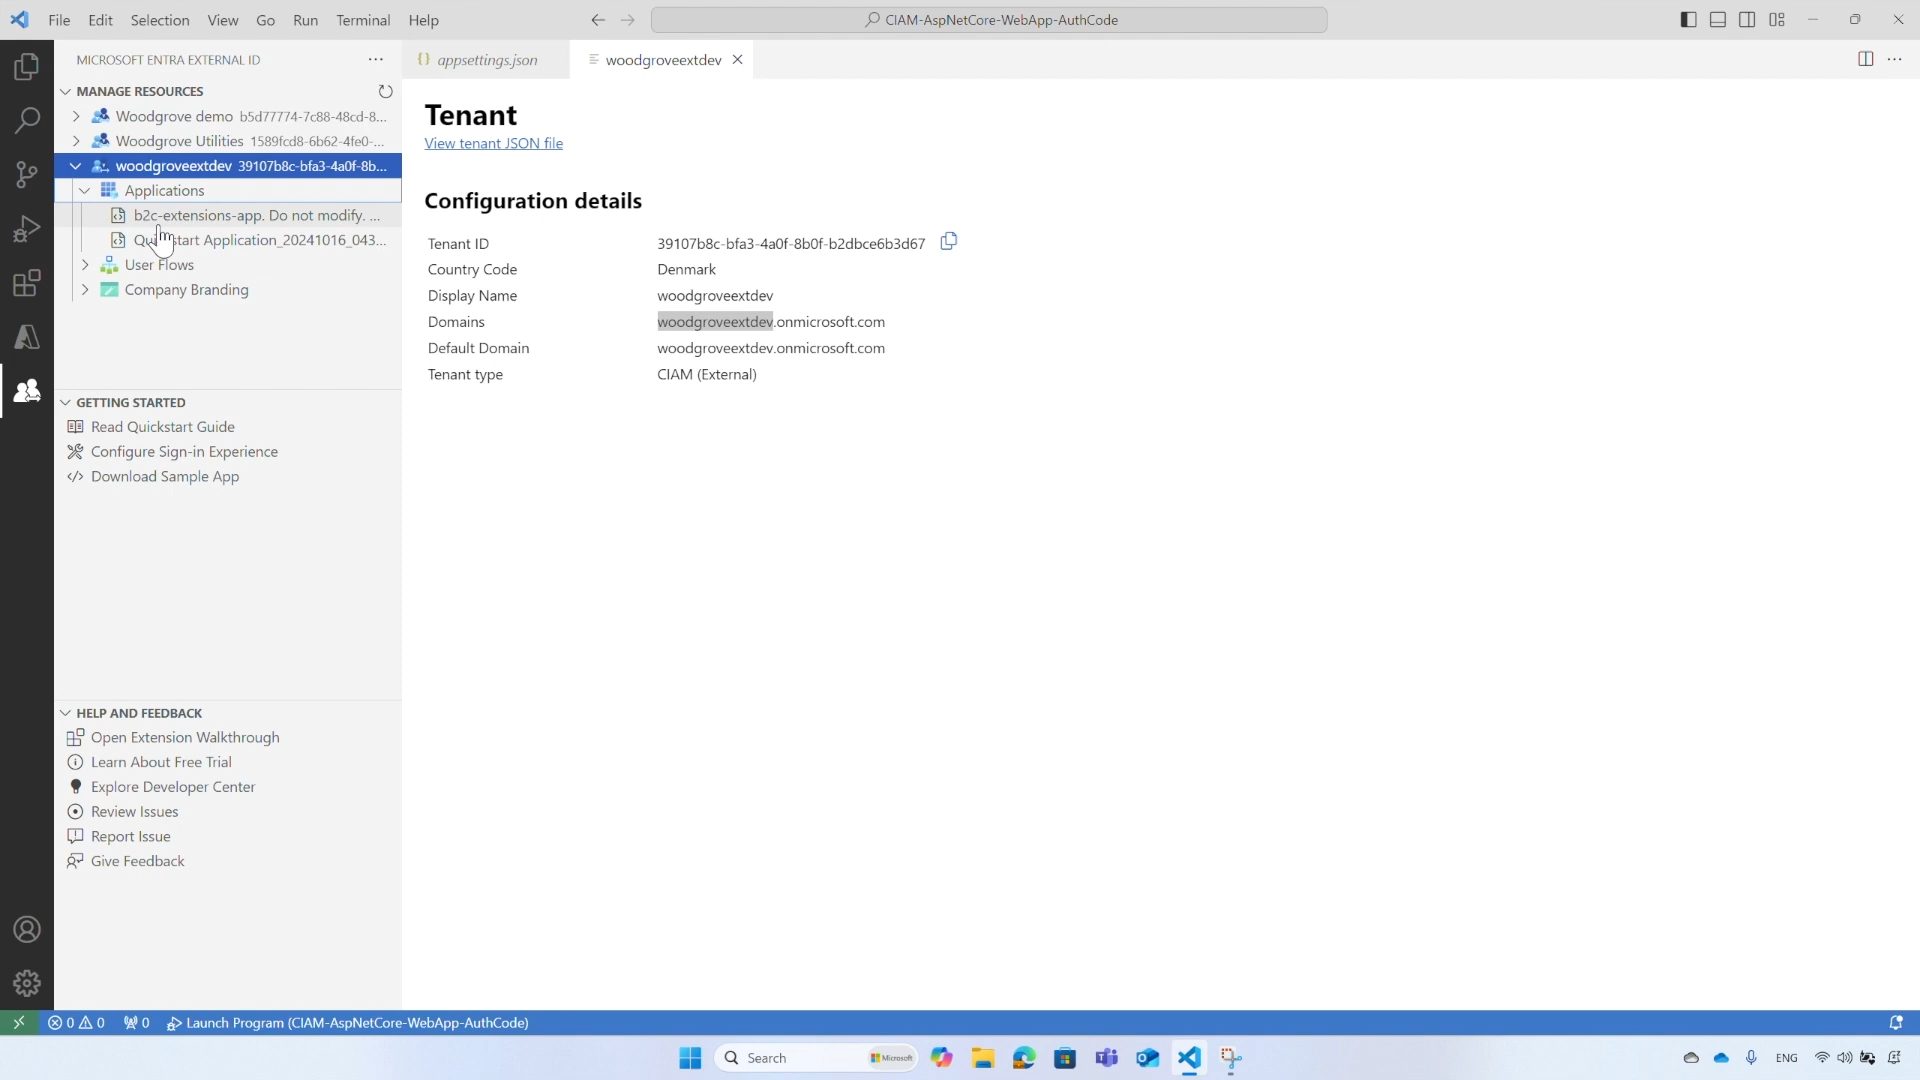 File Edit Selection View Go Run Terminal Help
CIAM-AspNetCore-WebApp-AuthCode
MICROSOFT ENTRA EXTERNAL ID ...
MANAGE RESOURCES
Woodgrove demo b5d77774-7c88-48cd-8...
Woodgrove Utilities 1589fcd8-6b62-4fe0-...
woodgroveextdev 39107b8c-bfa3-4a0f-8b...
Applications
b2c-extensions-app. Do not modify. ...
Application_20241016_043...
User Flows
Company Branding
GETTING STARTED
Read Quickstart Guide
Configure Sign-in Experience
Download Sample App
HELP AND FEEDBACK
Open Extension Walkthrough
Learn About Free Trial
Explore Developer Center
Review Issues
Report Issue
Give Feedback
appsettings.json woodgroveextdev
Tenant
View tenant JSON file
Configuration details
Tenant ID 39107b8c-bfa3-4a0f-8b0f-b2dbce6b3d67
Country Code Denmark
Display Name woodgroveextdev
Domains woodgroveextdev.onmicrosoft.com
Default Domain woodgroveextdev.onmicrosoft.com
Tenant type CIAM (External)
0 0 0 Launch Program (CIAM-AspNetCore-WebApp-AuthCode)
Search Microsoft ENG